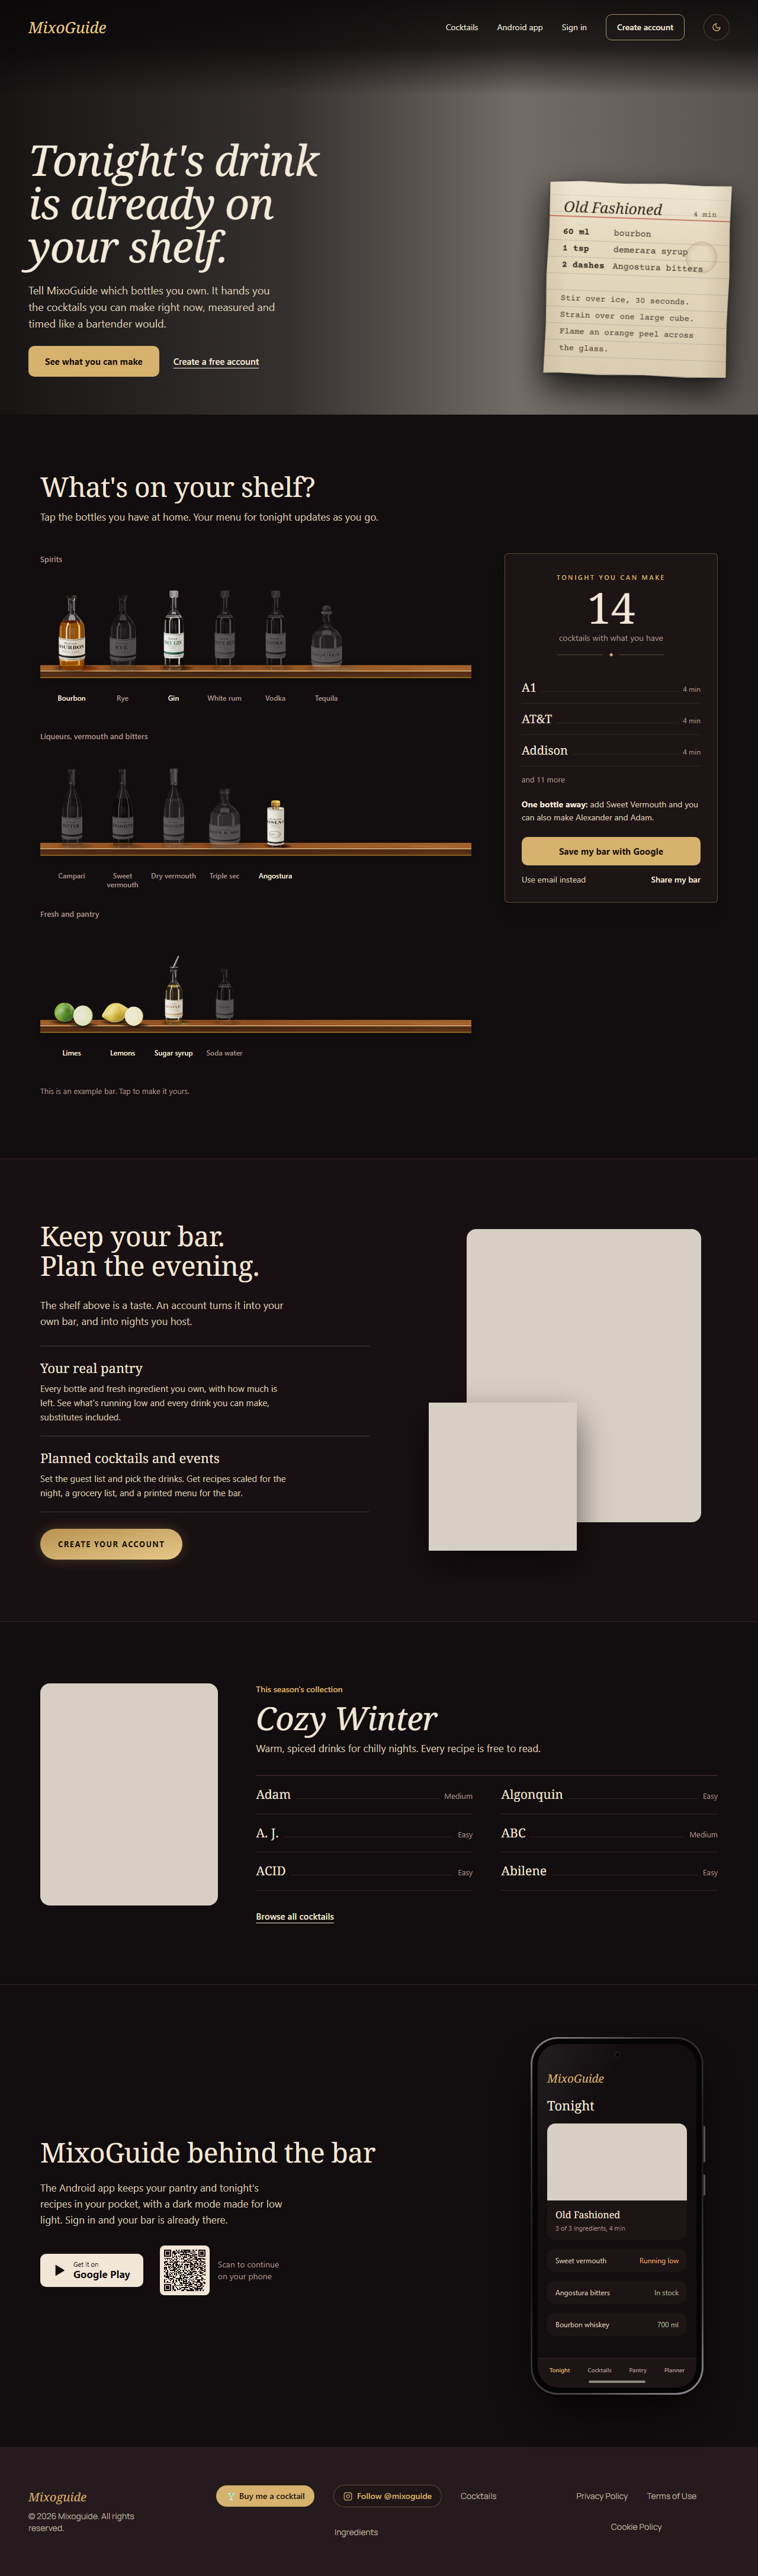 MixoGuide
Cocktails
Android app
Sign in
Create account
Tonight's drink
is already on
your shelf.
Tell MixoGuide which bottles you own. It hands you
the cocktails you can make right now, measured and
timed like a bartender would.
See what you can make
Create a free account
Old Fashioned
4 min
60 ml bourbon
1 tsp demerara syrup
2 dashes Angostura bitters
Stir over ice, 30 seconds.
Strain over one large cube.
Flame an orange peel across
the glass.
What's on your shelf?
Tap the bottles you have at home. Your menu for tonight updates as you go.
Spirits
Bourbon
Rye
Gin
White rum
Vodka
Tequila
Liqueurs, vermouth and bitters
Campari
Sweet
vermouth
Dry vermouth
Triple sec
Angostura
Fresh and pantry
Limes
Lemons
Sugar syrup
Soda water
This is an example bar. Tap to make it yours.
TONIGHT YOU CAN MAKE
14
cocktails with what you have
A1 4 min
AT&T 4 min
Addison 4 min
and 11 more
One bottle away: add Sweet Vermouth and you
can also make Alexander and Adam.
Save my bar with Google
Use email instead
Share my bar
Keep your bar.
Plan the evening.
The shelf above is a taste. An account turns it into your
own bar, and into nights you host.
Your real pantry
Every bottle and fresh ingredient you own, with how much is
left. See what's running low and every drink you can make,
substitutes included.
Planned cocktails and events
Set the guest list and pick the drinks. Get recipes scaled for the
night, a grocery list, and a printed menu for the bar.
CREATE YOUR ACCOUNT
This season's collection
Cozy Winter
Warm, spiced drinks for chilly nights. Every recipe is free to read.
Adam Medium
Algonquin Easy
A. J. Easy
ABC Medium
ACID Easy
Abilene Easy
Browse all cocktails
MixoGuide behind the bar
The Android app keeps your pantry and tonight's
recipes in your pocket, with a dark mode made for low
light. Sign in and your bar is already there.
Get it on
Google Play
Scan to continue
on your phone
MixoGuide
Tonight
Old Fashioned
3 of 3 ingredients, 4 min
Sweet vermouth Running low
Angostura bitters In stock
Bourbon whiskey 700 ml
Tonight
Cocktails
Pantry
Planner
Mixoguide
© 2026 Mixoguide. All rights
reserved.
Buy me a cocktail
Follow @mixoguide
Cocktails
Ingredients
Privacy Policy
Terms of Use
Cookie Policy